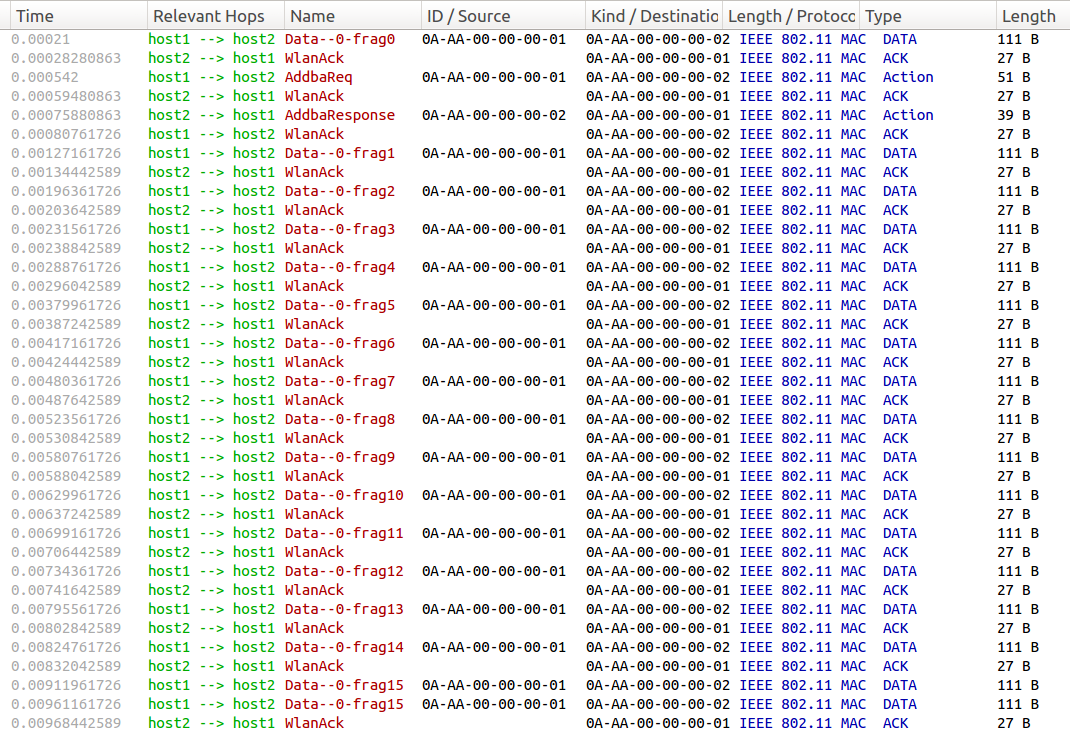 Time Relevant Hops Name ID / Source Kind / Destinatio Length / Protoco Type Length
0.00021 host1 --> host2 Data--0-frag0 0A-AA-00-00-00-01 0A-AA-00-00-00-02 IEEE 802.11 MAC DATA 111 B
0.00028280863 host2 --> host1 WlanAck 0A-AA-00-00-00-01 IEEE 802.11 MAC ACK 27 B
0.000542 host1 --> host2 AddbaReq 0A-AA-00-00-00-01 0A-AA-00-00-00-02 IEEE 802.11 MAC Action 51 B
0.00059480863 host2 --> host1 WlanAck 0A-AA-00-00-00-01 IEEE 802.11 MAC ACK 27 B
0.00075880863 host2 --> host1 AddbaResponse 0A-AA-00-00-00-02 0A-AA-00-00-00-01 IEEE 802.11 MAC Action 39 B
0.00080761726 host1 --> host2 WlanAck 0A-AA-00-00-00-02 IEEE 802.11 MAC ACK 27 B
0.00127161726 host1 --> host2 Data--0-frag1 0A-AA-00-00-00-01 0A-AA-00-00-00-02 IEEE 802.11 MAC DATA 111 B
0.00134442589 host2 --> host1 WlanAck 0A-AA-00-00-00-01 IEEE 802.11 MAC ACK 27 B
0.00196361726 host1 --> host2 Data--0-frag2 0A-AA-00-00-00-01 0A-AA-00-00-00-02 IEEE 802.11 MAC DATA 111 B
0.00203642589 host2 --> host1 WlanAck 0A-AA-00-00-00-01 IEEE 802.11 MAC ACK 27 B
0.00231561726 host1 --> host2 Data--0-frag3 0A-AA-00-00-00-01 0A-AA-00-00-00-02 IEEE 802.11 MAC DATA 111 B
0.00238842589 host2 --> host1 WlanAck 0A-AA-00-00-00-01 IEEE 802.11 MAC ACK 27 B
0.00288761726 host1 --> host2 Data--0-frag4 0A-AA-00-00-00-01 0A-AA-00-00-00-02 IEEE 802.11 MAC DATA 111 B
0.00296042589 host2 --> host1 WlanAck 0A-AA-00-00-00-01 IEEE 802.11 MAC ACK 27 B
0.00379961726 host1 --> host2 Data--0-frag5 0A-AA-00-00-00-01 0A-AA-00-00-00-02 IEEE 802.11 MAC DATA 111 B
0.00387242589 host2 --> host1 WlanAck 0A-AA-00-00-00-01 IEEE 802.11 MAC ACK 27 B
0.00417161726 host1 --> host2 Data--0-frag6 0A-AA-00-00-00-01 0A-AA-00-00-00-02 IEEE 802.11 MAC DATA 111 B
0.00424442589 host2 --> host1 WlanAck 0A-AA-00-00-00-01 IEEE 802.11 MAC ACK 27 B
0.00480361726 host1 --> host2 Data--0-frag7 0A-AA-00-00-00-01 0A-AA-00-00-00-02 IEEE 802.11 MAC DATA 111 B
0.00487642589 host2 --> host1 WlanAck 0A-AA-00-00-00-01 IEEE 802.11 MAC ACK 27 B
0.00523561726 host1 --> host2 Data--0-frag8 0A-AA-00-00-00-01 0A-AA-00-00-00-02 IEEE 802.11 MAC DATA 111 B
0.00530842589 host2 --> host1 WlanAck 0A-AA-00-00-00-01 IEEE 802.11 MAC ACK 27 B
0.00580761726 host1 --> host2 Data--0-frag9 0A-AA-00-00-00-01 0A-AA-00-00-00-02 IEEE 802.11 MAC DATA 111 B
0.00588042589 host2 --> host1 WlanAck 0A-AA-00-00-00-01 IEEE 802.11 MAC ACK 27 B
0.00629961726 host1 --> host2 Data--0-frag10 0A-AA-00-00-00-01 0A-AA-00-00-00-02 IEEE 802.11 MAC DATA 111 B
0.00637242589 host2 --> host1 WlanAck 0A-AA-00-00-00-01 IEEE 802.11 MAC ACK 27 B
0.00699161726 host1 --> host2 Data--0-frag11 0A-AA-00-00-00-01 0A-AA-00-00-00-02 IEEE 802.11 MAC DATA 111 B
0.00706442589 host2 --> host1 WlanAck 0A-AA-00-00-00-01 IEEE 802.11 MAC ACK 27 B
0.00734361726 host1 --> host2 Data--0-frag12 0A-AA-00-00-00-01 0A-AA-00-00-00-02 IEEE 802.11 MAC DATA 111 B
0.00741642589 host2 --> host1 WlanAck 0A-AA-00-00-00-01 IEEE 802.11 MAC ACK 27 B
0.00795561726 host1 --> host2 Data--0-frag13 0A-AA-00-00-00-01 0A-AA-00-00-00-02 IEEE 802.11 MAC DATA 111 B
0.00802842589 host2 --> host1 WlanAck 0A-AA-00-00-00-01 IEEE 802.11 MAC ACK 27 B
0.00824761726 host1 --> host2 Data--0-frag14 0A-AA-00-00-00-01 0A-AA-00-00-00-02 IEEE 802.11 MAC DATA 111 B
0.00832042589 host2 --> host1 WlanAck 0A-AA-00-00-00-01 IEEE 802.11 MAC ACK 27 B
0.00911961726 host1 --> host2 Data--0-frag15 0A-AA-00-00-00-01 0A-AA-00-00-00-02 IEEE 802.11 MAC DATA 111 B
0.00961161726 host1 --> host2 Data--0-frag15 0A-AA-00-00-00-01 0A-AA-00-00-00-02 IEEE 802.11 MAC DATA 111 B
0.00968442589 host2 --> host1 WlanAck 0A-AA-00-00-00-01 IEEE 802.11 MAC ACK 27 B